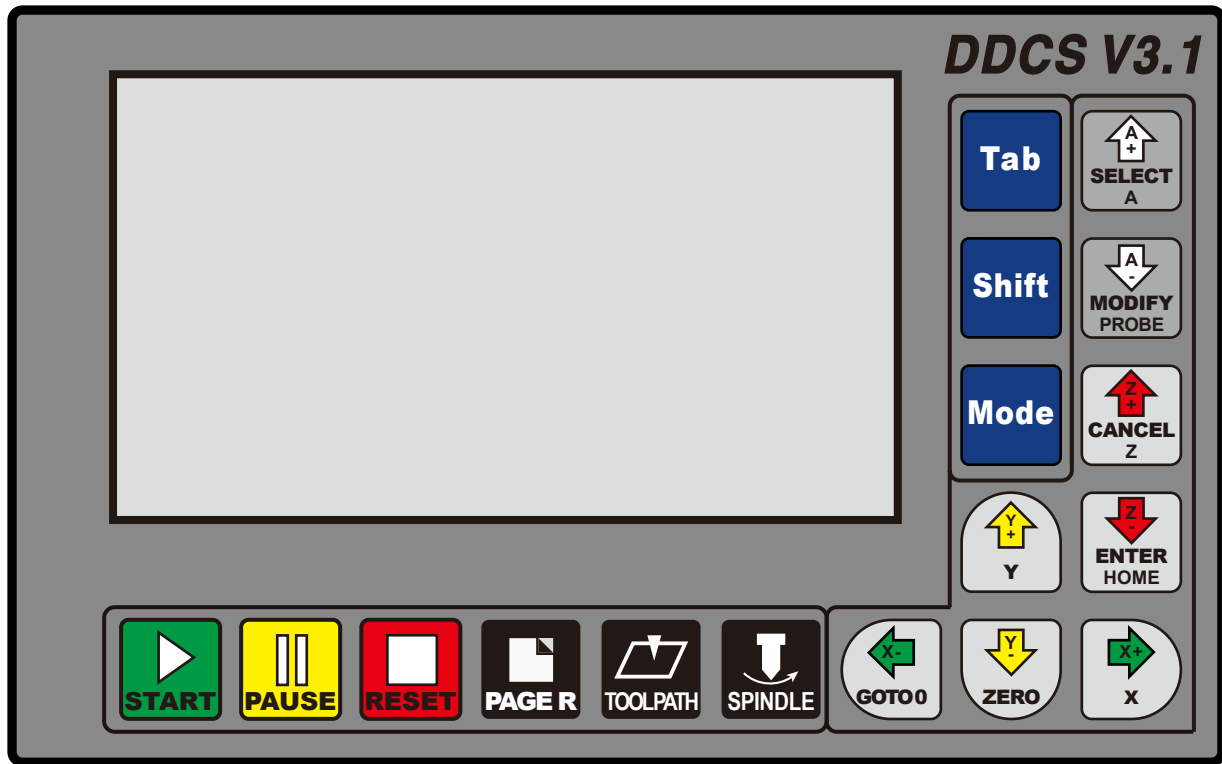 DDCS V3.1
Tab
A
+
SELECT
A
Shift
A
-
MODIFY
PROBE
Mode
Z
+
CANCEL
Z
Y
+
Y
Z
-
ENTER
HOME
START
PAUSE
RESET
PAGE R
TOOLPATH
SPINDLE
X-
GOTO0
Y
-
ZERO
X+
X